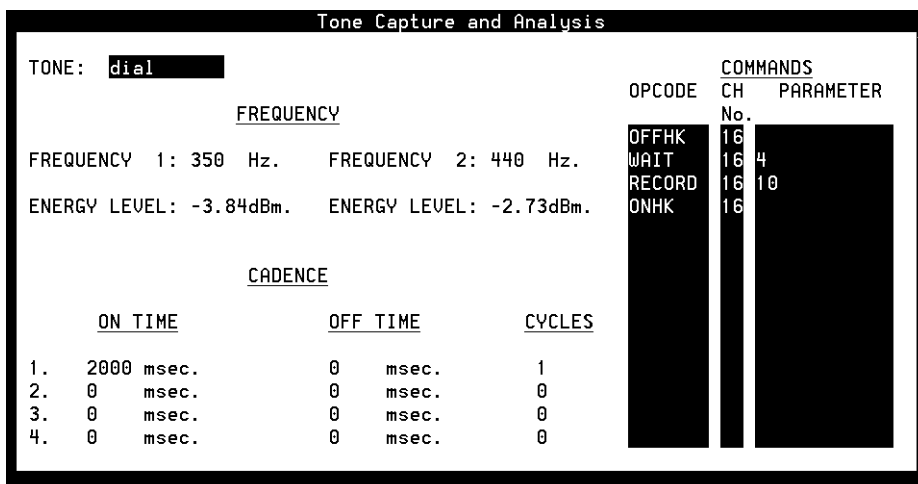 Tone Capture and Analysis
TONE: dial
COMMANDS
OPCODE CH PARAMETER
No.
FREQUENCY
OFFHK 16
FREQUENCY 1: 350 Hz. FREQUENCY 2: 440 Hz.
WAIT 16 4
RECORD 16 10
ENERGY LEVEL: -3.84dBm. ENERGY LEVEL: -2.73dBm.
ONHK 16
CADENCE
ON TIME OFF TIME CYCLES
1. 2000 msec. 0 msec. 1
2. 0 msec. 0 msec. 0
3. 0 msec. 0 msec. 0
4. 0 msec. 0 msec. 0